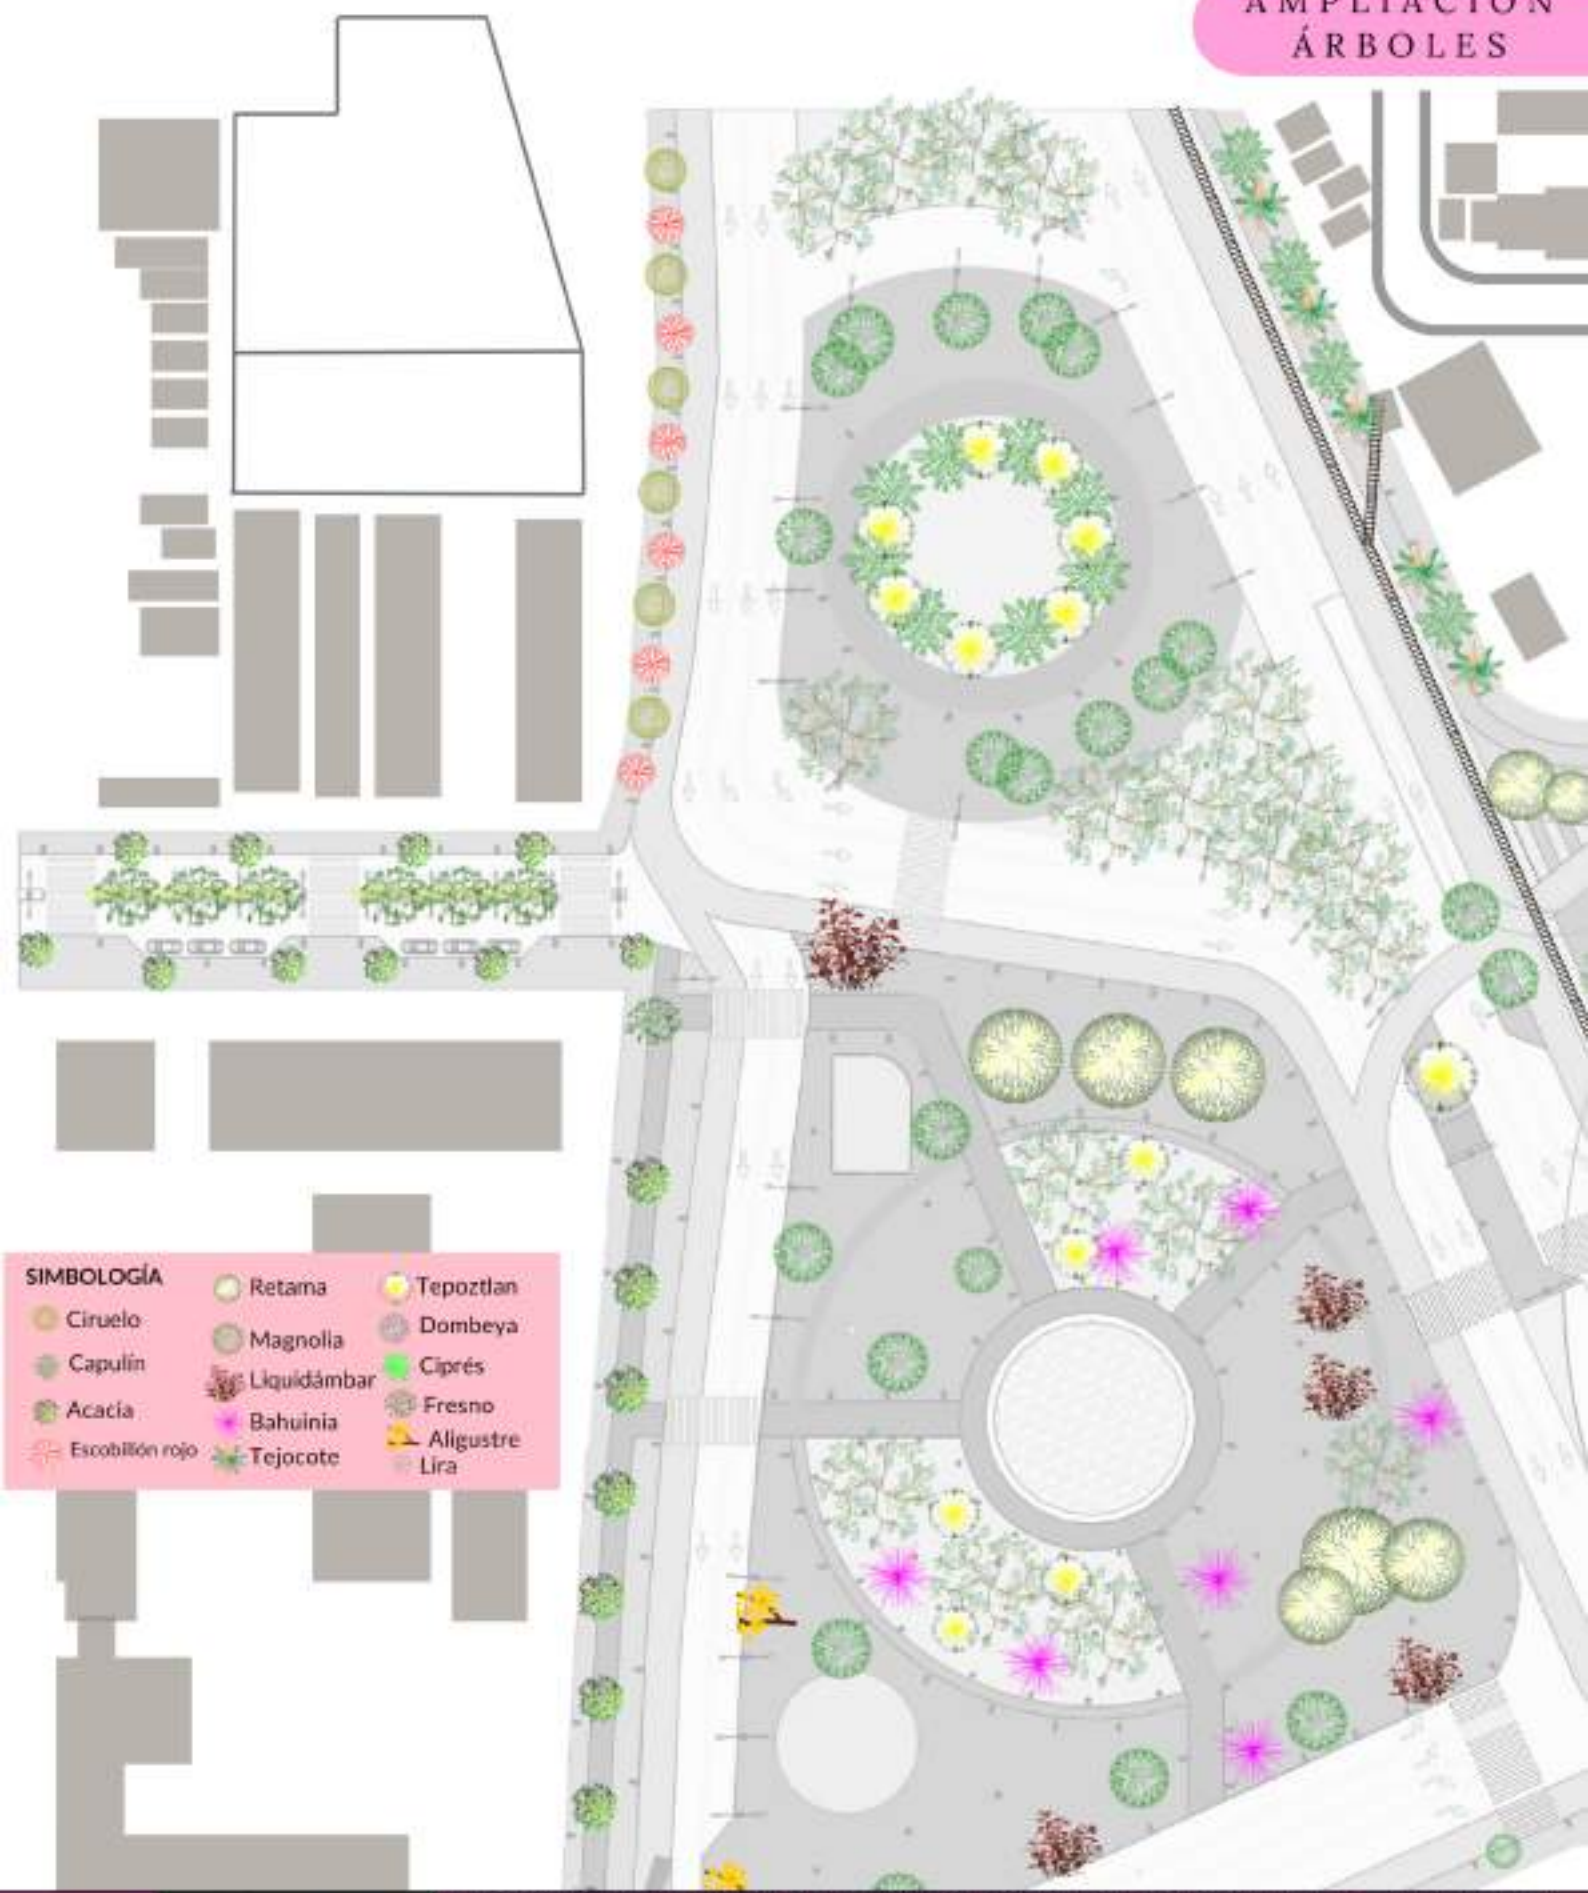 AMPLIACIÓN
ÁRBOLES
SIMBOLOGÍA
Ciruelo
Capulín
Acacia
Escobillón rojo
Retama
Magnolia
Liquidámbar
Bahuinia
Tejocote
Tepoztlan
Dombeya
Ciprés
Fresno
Aligustre
Lira